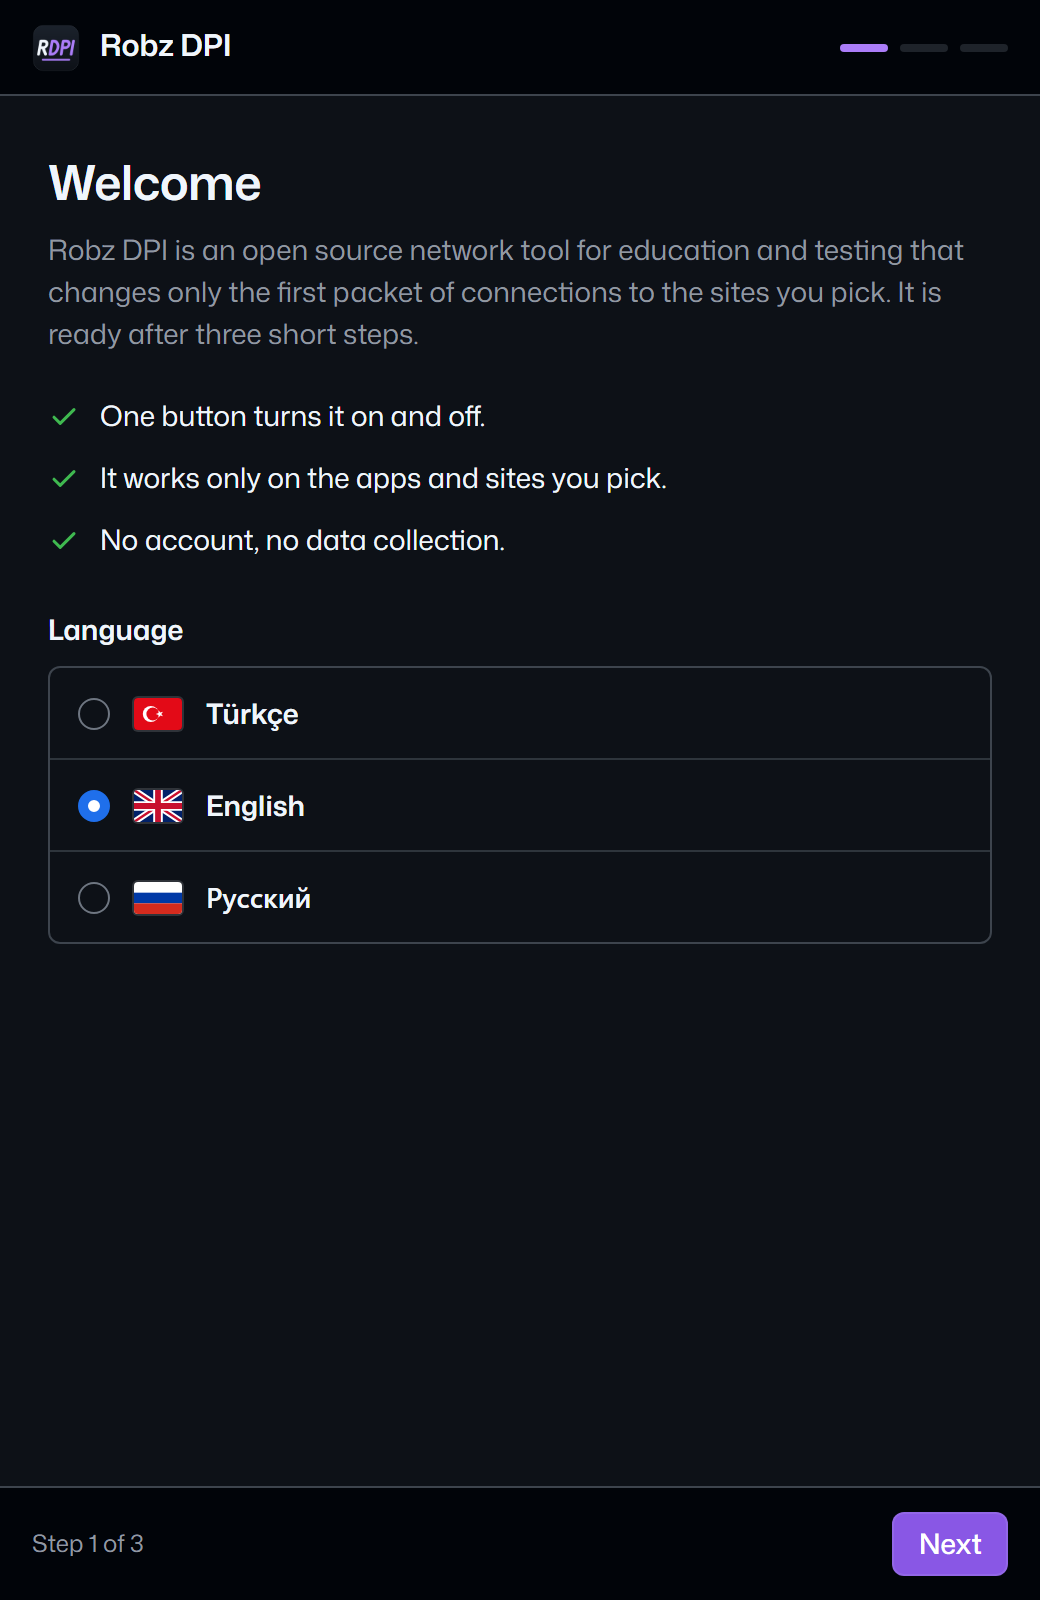 RDPI
Robz DPI
Welcome
Robz DPI is an open source network tool for education and testing that
changes only the first packet of connections to the sites you pick. It is
ready after three short steps.
One button turns it on and off.
It works only on the apps and sites you pick.
No account, no data collection.
Language
Türkçe
English
Русский
Step 1 of 3
Next